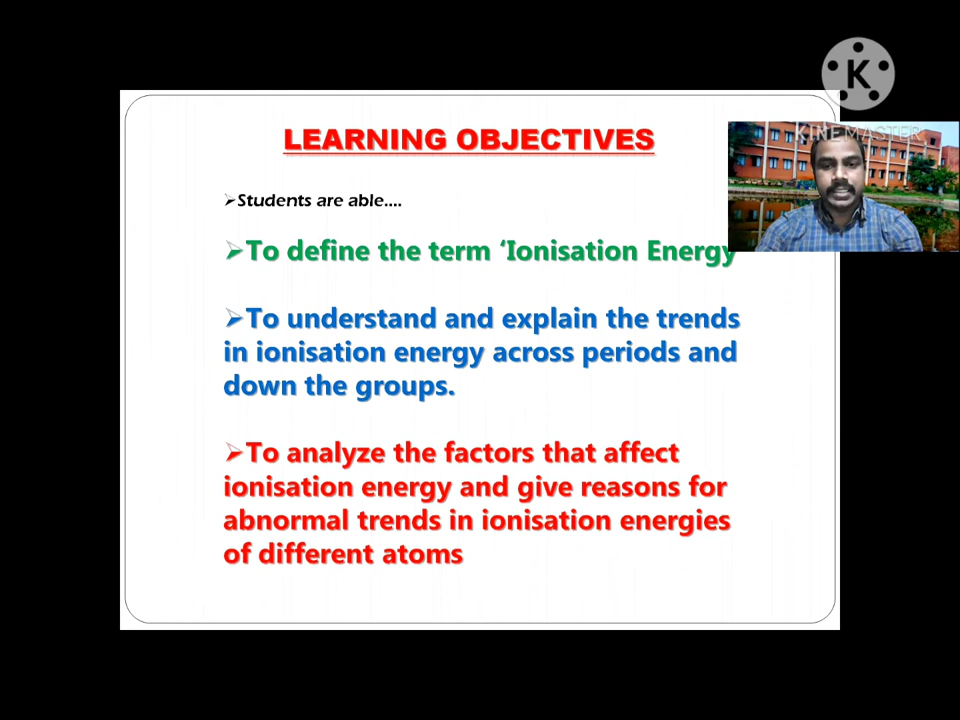 K
KINEMASTER
LEARNING OBJECTIVES
Students are able....
To define the term ‘Ionisation Energy
To understand and explain the trends
in ionisation energy across periods and
down the groups.
To analyze the factors that affect
ionisation energy and give reasons for
abnormal trends in ionisation energies
of different atoms